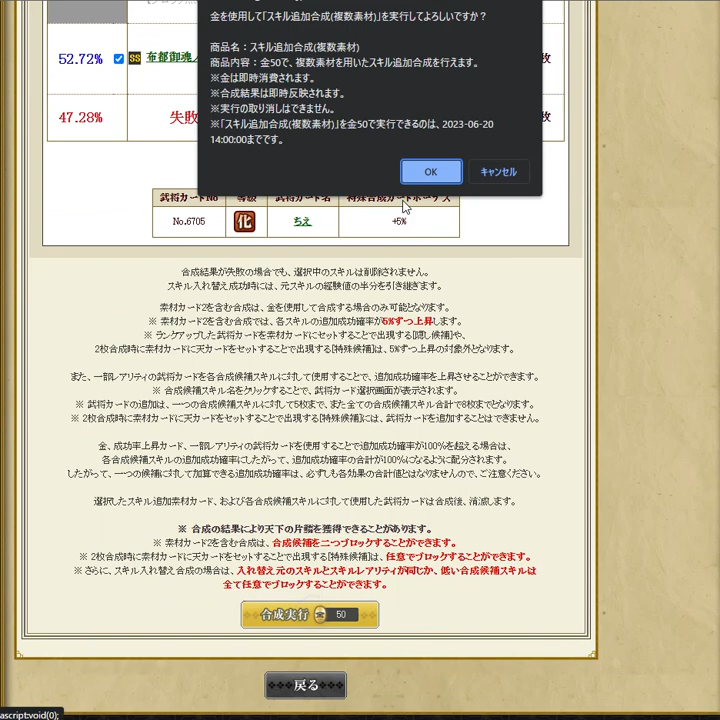 金を使用して「スキル追加合成(複数素材)」を実行してよろしいですか？
商品名：スキル追加合成(複数素材)
商品内容：金50で、複数素材を用いたスキル追加合成を行えます。
※金は即時消費されます。
※合成結果は即時反映されます。
※実行の取り消しはできません。
※「スキル追加合成(複数素材)」を金50で実行できるのは、2023-06-20
14:00:00までです。
OK キャンセル
52.72% SS 布都御魂 枚
47.28% 失敗 枚
武将カードNo 等級 武将カード名 特殊合成カードボーナス
No.6705 化 ちえ +5%
合成結果が失敗の場合でも、選択中のスキルは削除されません。
スキル入れ替え成功時には、元スキルの経験値の半分を引き継ぎます。
素材カード2を含む合成は、金を使用して合成する場合のみ可能となります。
※ 素材カード2を含む合成では、各スキルの追加成功確率が5%ずつ上昇します。
※ ランクアップした武将カードを素材カードにセットすることで出現する[隠し候補]や、
2枚合成時に素材カードに天カードをセットすることで出現する[特殊候補]は、5%ずつ上昇の対象外となります。
また、一部レアリティの武将カードを各合成候補スキルに対して使用することで、追加成功確率を上昇させることができます。
※ 合成候補スキル名をクリックすることで、武将カード選択画面が表示されます。
※ 武将カードの追加は、一つの合成候補スキルに対して5枚まで、また全ての合成候補スキル合計で8枚までとなります。
※ 2枚合成時に素材カードに天カードをセットすることで出現する[特殊候補]には、武将カードを追加することはできません。
金、成功率上昇カード、一部レアリティの武将カードを使用することで追加成功確率が100%を超える場合は、
各合成候補スキルの追加成功確率にしたがって、追加成功確率の合計が100%になるように配分されます。
したがって、一つの候補に対して加算できる追加成功確率は、必ずしも各効果の合計値とはなりませんので、ご注意ください。
選択したスキル追加素材カード、および各合成候補スキルに対して使用した武将カードは合成後、消滅します。
※ 合成の結果により天下の片鱗を獲得できることがあります。
※ 素材カード2を含む合成は、合成候補を二つブロックすることができます。
※ 2枚合成時に素材カードに天カードをセットすることで出現する[特殊候補]は、任意でブロックすることができます。
※ さらに、スキル入れ替え合成の場合は、入れ替え元のスキルとスキルレアリティが同じか、低い合成候補スキルは
全て任意でブロックすることができます。
合成実行 金 50
戻る
ascript:void(0);